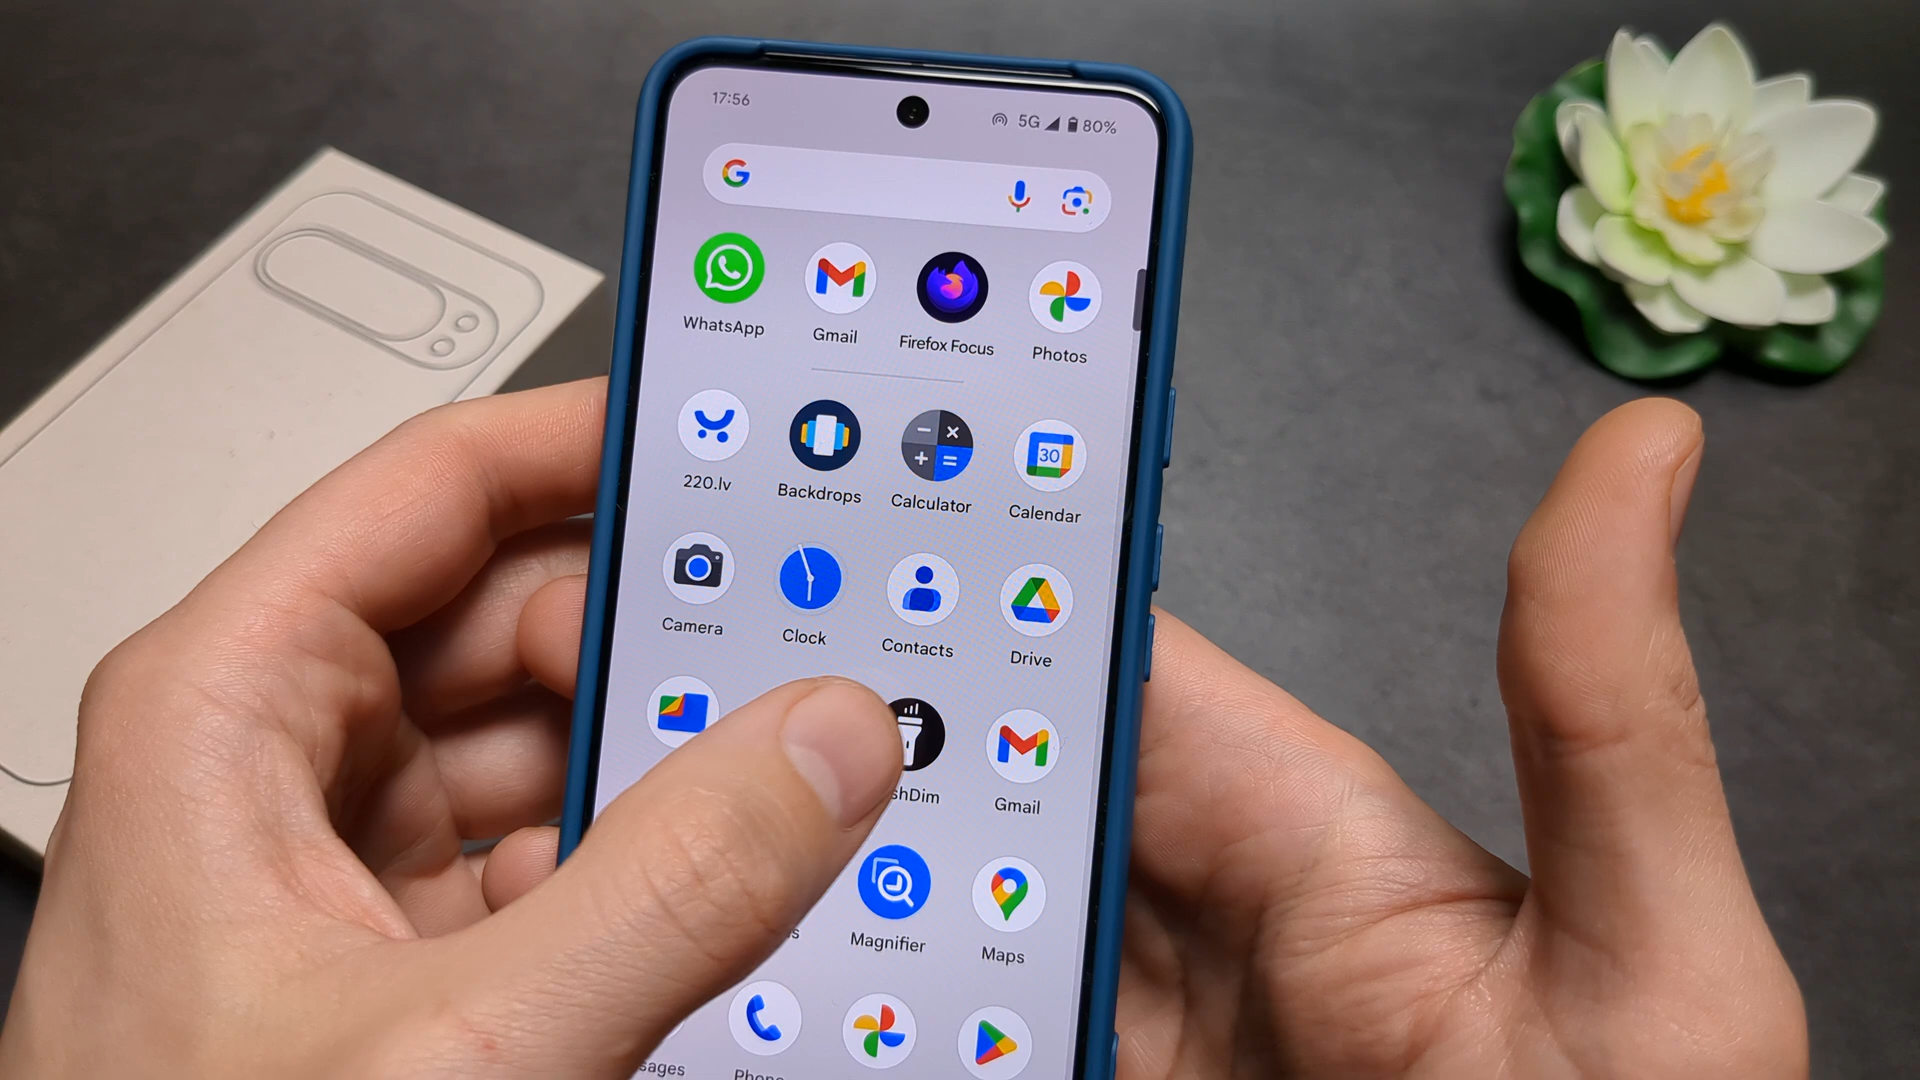 17:56
5G 80%
WhatsApp
Gmail
Firefox Focus
Photos
220.lv
Backdrops
Calculator
30
Calendar
Camera
Clock
Contacts
Drive
shDim
Gmail
Magnifier
Maps
sages